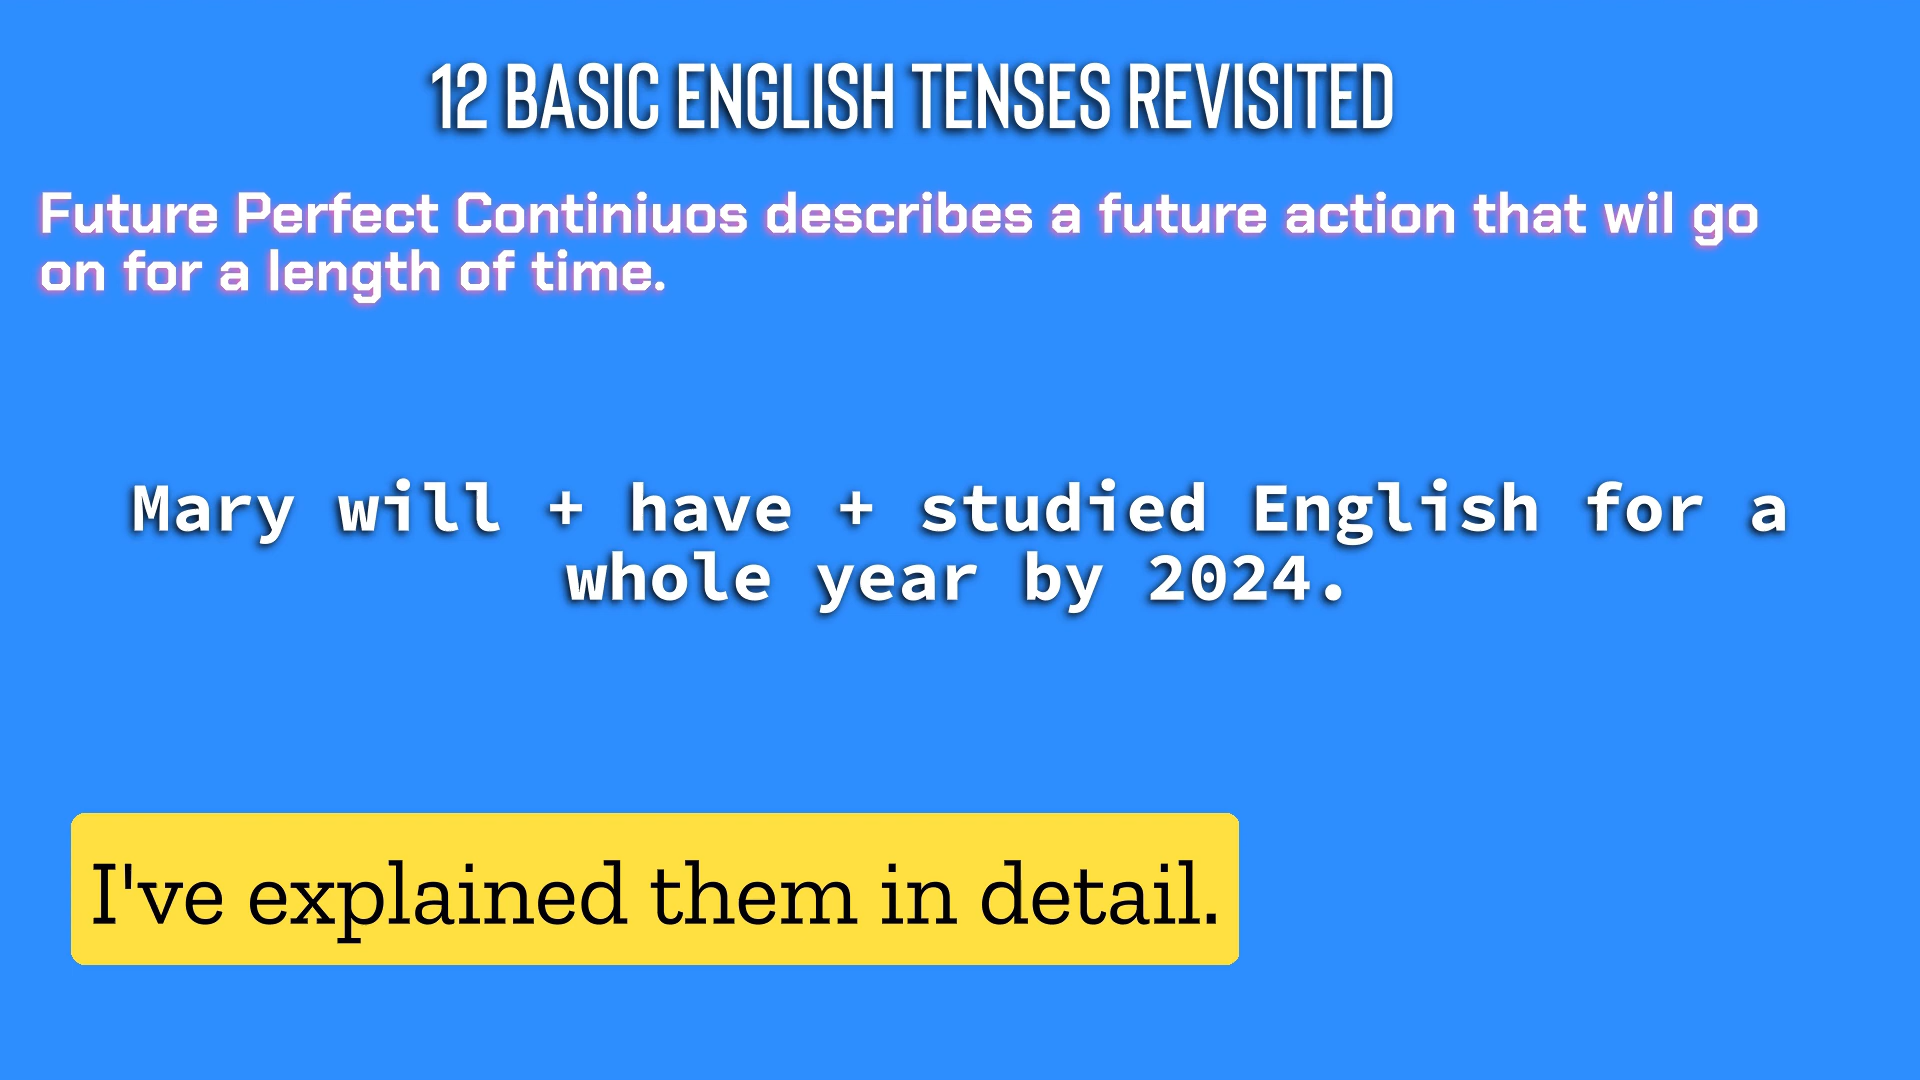 12 BASIC ENGLISH TENSES REVISITED
Future Perfect Continiuos describes a future action that wil go
on for a length of time.
Mary will + have + studied English for a
whole year by 2024.
I've explained them in detail.